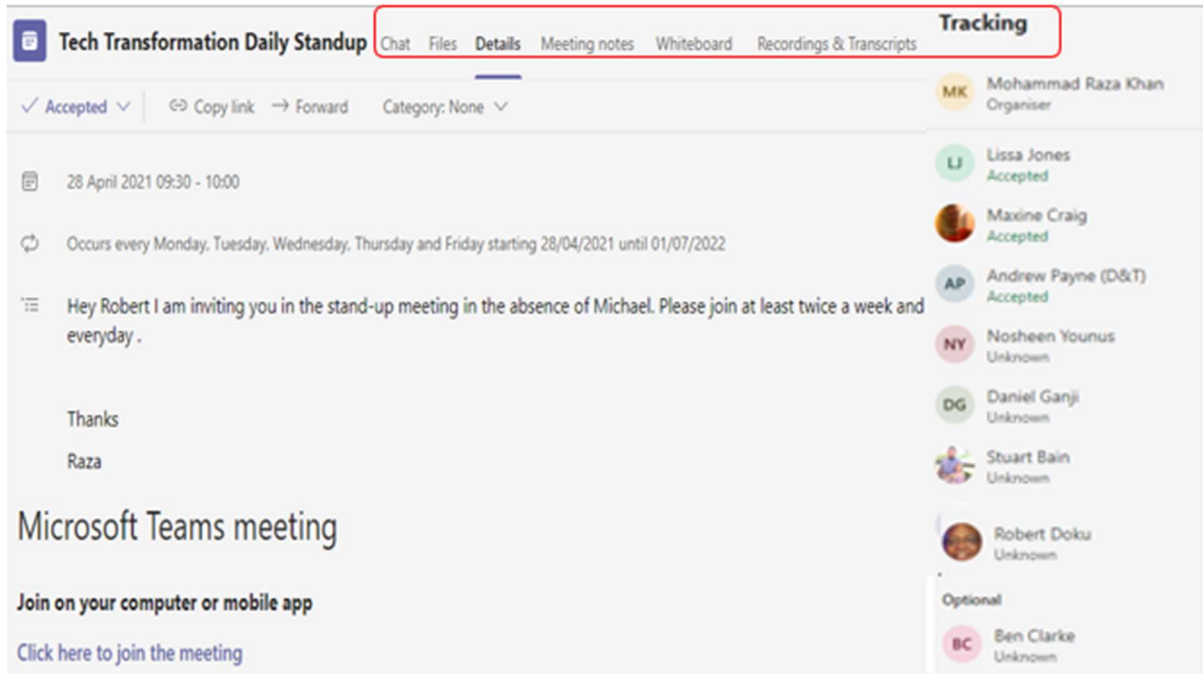 Tech Transformation Daily Standup Chat Files Details Meeting notes Whiteboard Recordings & Transcripts
Accepted Copy link Forward Category: None
28 April 2021 09:30 - 10:00
Occurs every Monday, Tuesday, Wednesday, Thursday and Friday starting 28/04/2021 until 01/07/2022
Hey Robert I am inviting you in the stand-up meeting in the absence of Michael. Please join at least twice a week and
everyday .
Thanks
Raza
Microsoft Teams meeting
Join on your computer or mobile app
Click here to join the meeting
Tracking
MK Mohammad Raza Khan
Organiser
LJ Lissa Jones
Accepted
Maxine Craig
Accepted
AP Andrew Payne (D&T)
Accepted
NY Nosheen Younus
Unknown
DG Daniel Ganji
Unknown
Stuart Bain
Unknown
Robert Doku
Unknown
Optional
BC Ben Clarke
Unknown